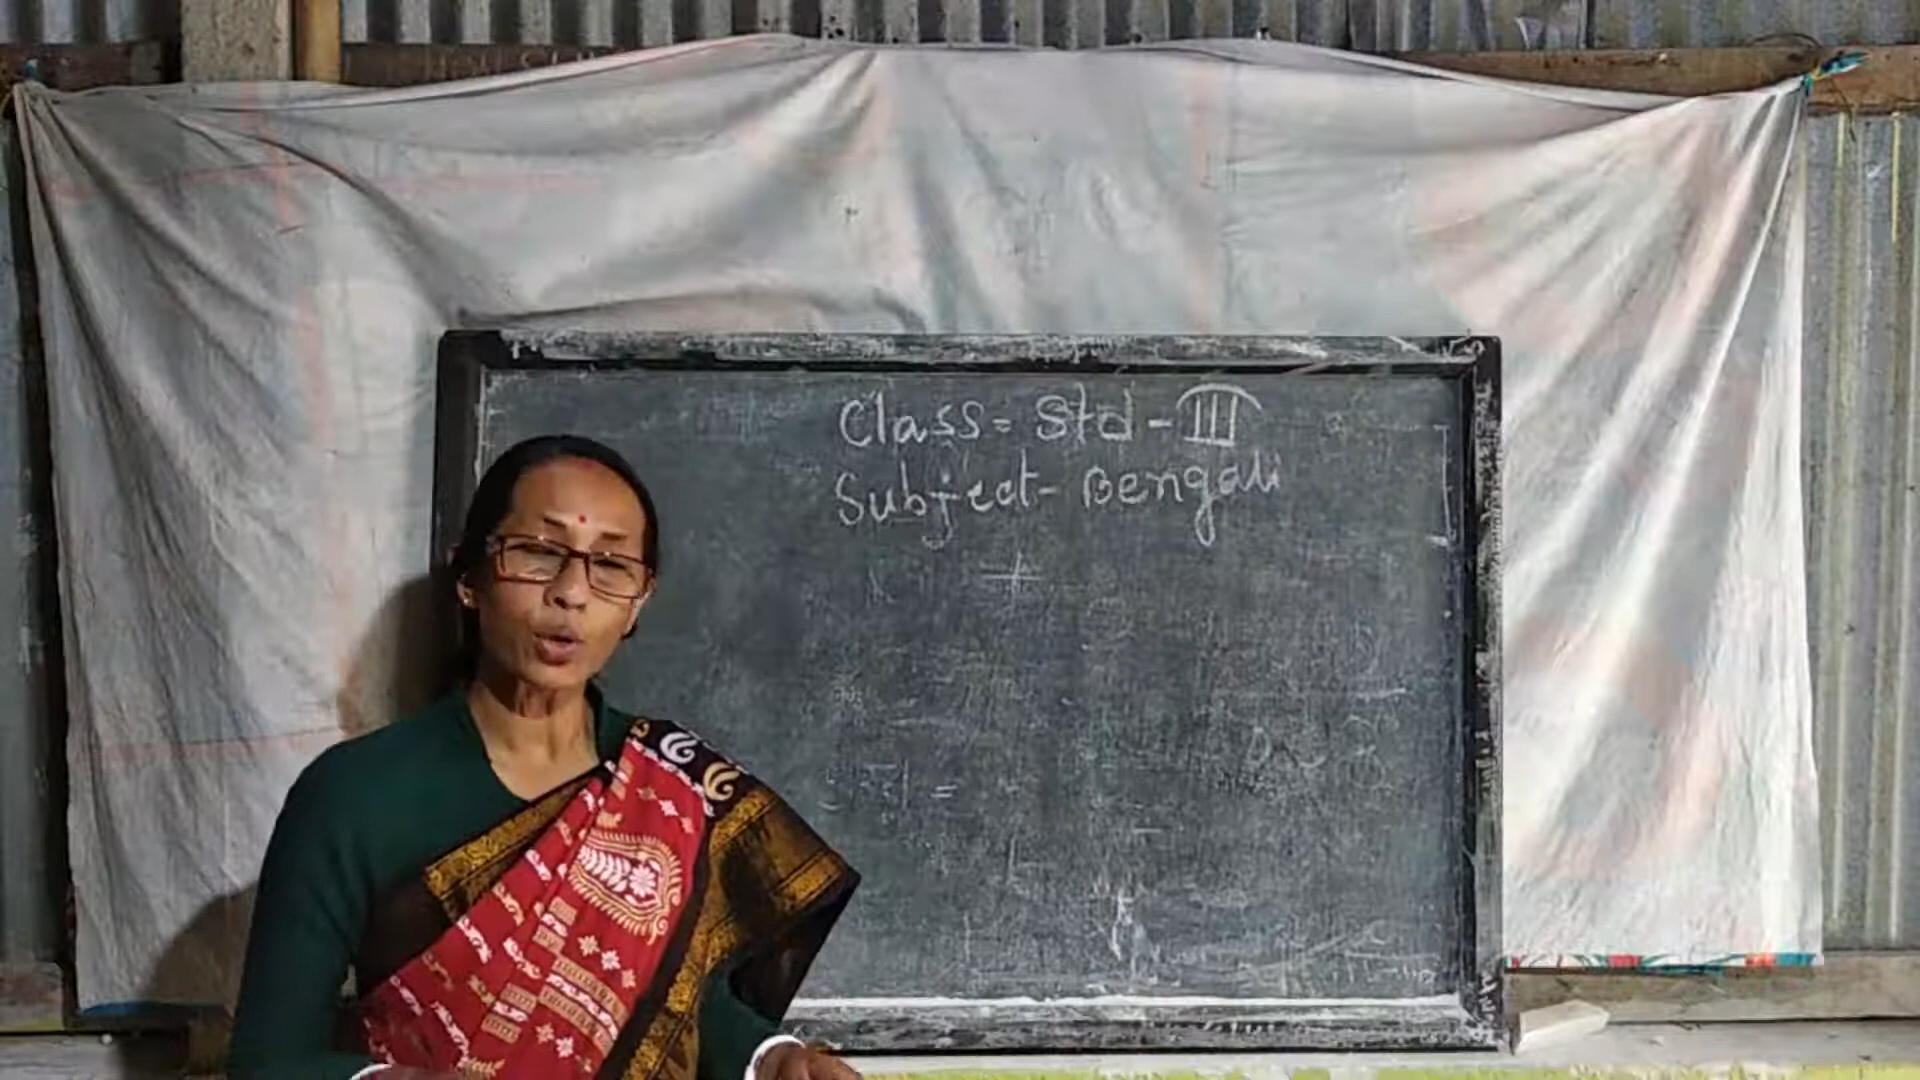 Class = Std - III
Subject - Bengali